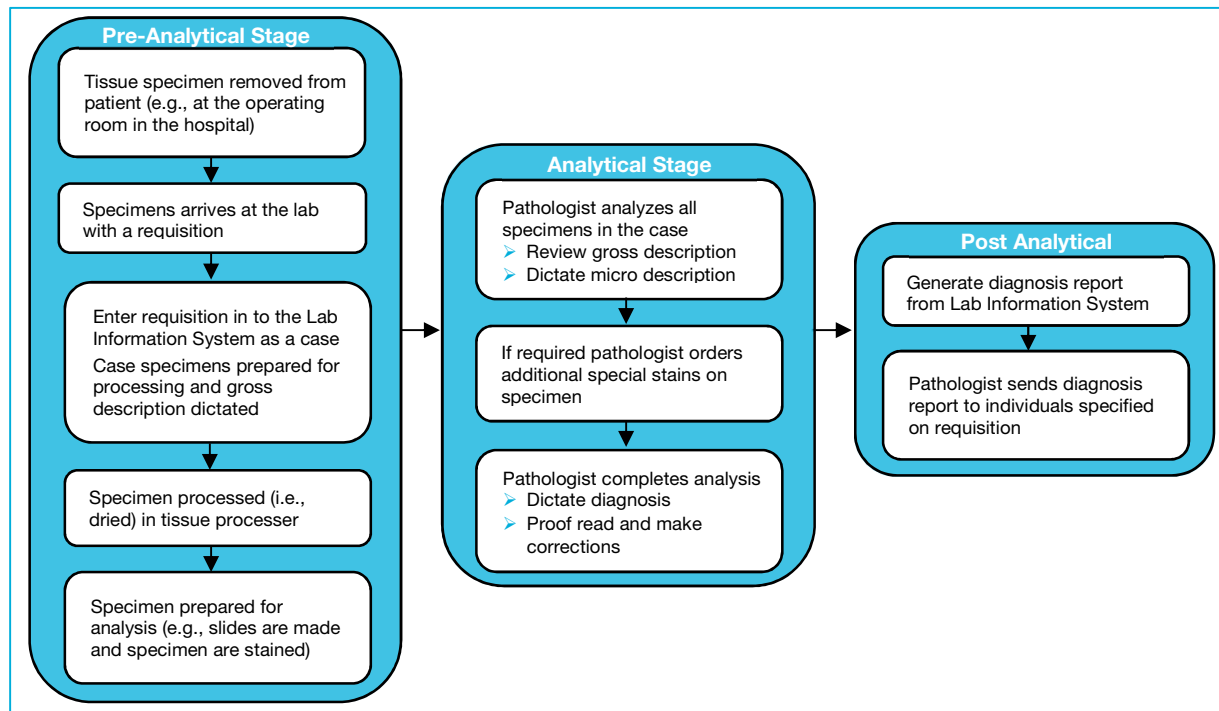 Pre-Analytical Stage
Tissue specimen removed from
patient (e.g., at the operating
room in the hospital)
Specimens arrives at the lab
with a requisition
Enter requisition in to the Lab
Information System as a case
Case specimens prepared for
processing and gross
description dictated
Specimen processed (i.e.,
dried) in tissue processer
Specimen prepared for
analysis (e.g., slides are made
and specimen are stained)
Analytical Stage
Pathologist analyzes all
specimens in the case
➢ Review gross description
➢ Dictate micro description
If required pathologist orders
additional special stains on
specimen
Pathologist completes analysis
➢ Dictate diagnosis
➢ Proof read and make
corrections
Post Analytical
Generate diagnosis report
from Lab Information System
Pathologist sends diagnosis
report to individuals specified
on requisition